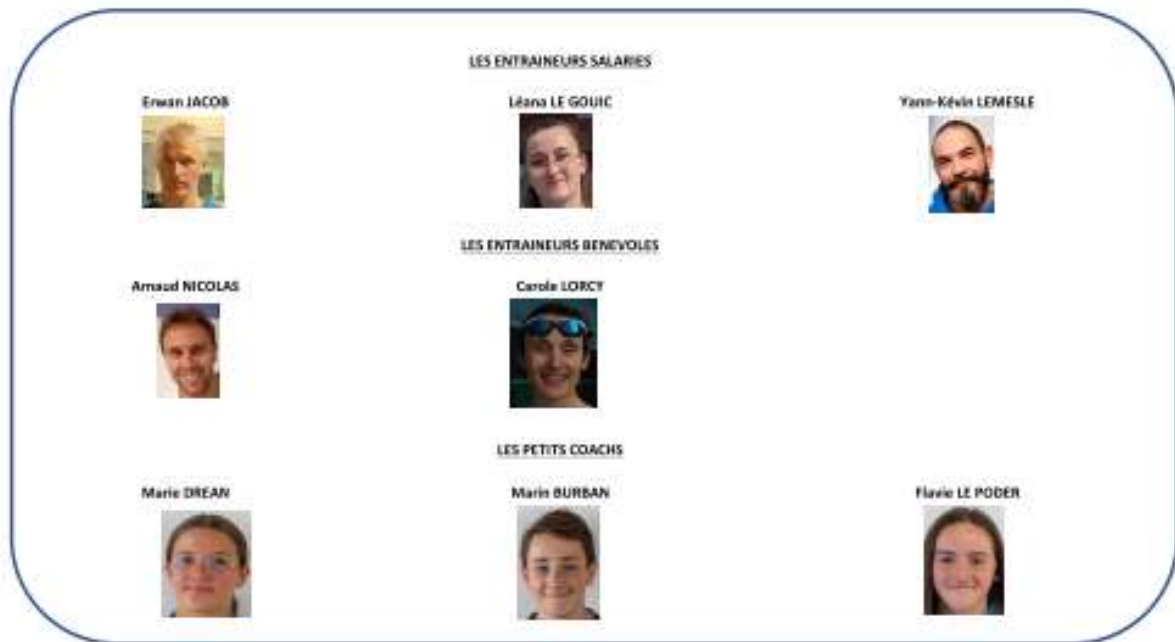 LES ENTRAINEURS SALARIES
Erwan JACOB Léana LE GOUIC Yann-Kévin LEMESLE
LES ENTRAINEURS BENEVOLES
Arnaud NICOLAS Carole LORCY
LES PETITS COACHS
Marie DREAN Marin BURBAN Flavie LE PODER